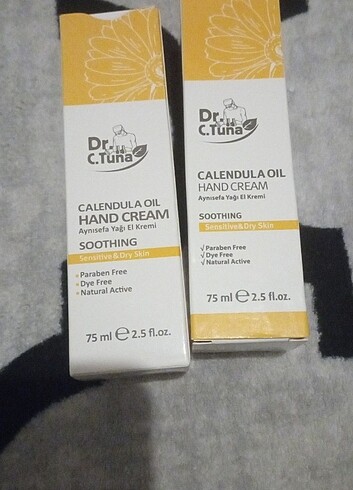 Dr.
C.Tuna
CALENDULA OIL
HAND CREAM
Aynısefa Yağı El Kremi
SOOTHING
Sensitive&Dry Skin
• Paraben Free
• Dye Free
• Natural Active
75 ml ℮ 2.5 fl.oz.
Dr.
C.Tuna
CALENDULA OIL
HAND CREAM
Aynısefa Yağı El Kremi
SOOTHING
Sensitive&Dry Skin
√ Paraben Free
√ Dye Free
√ Natural Active
75 ml ℮ 2.5 fl.oz.